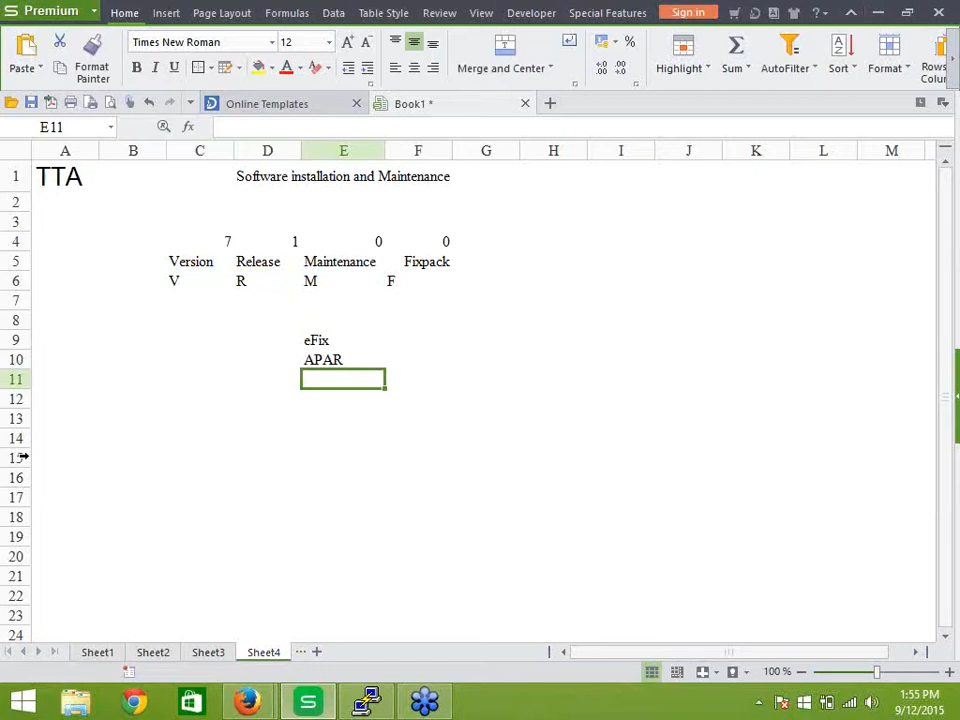 S Premium Home Insert Page Layout Formulas Data Table Style Review View Developer Special Features Sign in ?
Times New Roman 12 A+ A- %
Paste Format Painter B I U A Merge and Center Highlight Sum AutoFilter Sort Format Rows Colum
Online Templates Book1 *
E11 fx
A B C D E F G H I J K L M
1 TTA Software installation and Maintenance
2
3
4 7 1 0 0
5 Version Release Maintenance Fixpack
6 V R M F
7
8
9 eFix
10 APAR
11
12
13
14
15
16
17
18
19
20
21
22
23
24
Sheet1 Sheet2 Sheet3 Sheet4 ... +
100 %
S 1:55 PM
9/12/2015